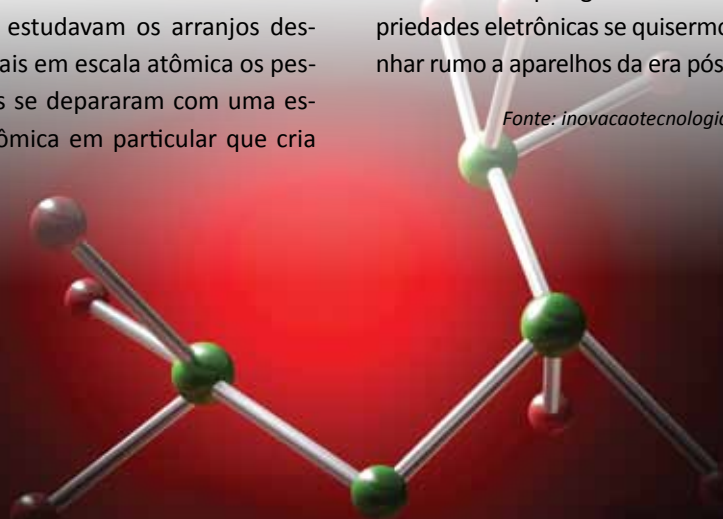 estudavam os arranjos des-
ais em escala atômica os pes-
s se depararam com uma es-
ômica em particular que cria
priedades eletrônicas se quisermo
nhar rumo a aparelhos da era pós
Fonte: inovacaotecnologic